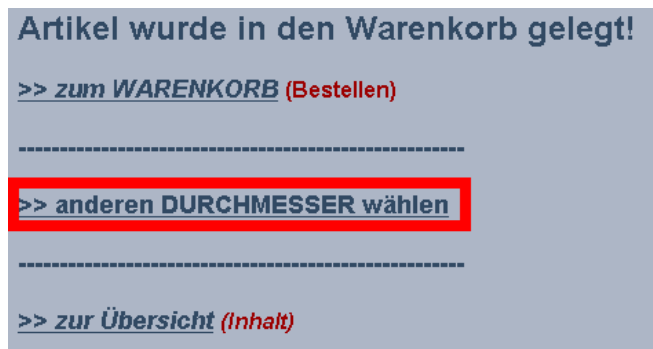 Artikel wurde in den Warenkorb gelegt!
>> zum WARENKORB (Bestellen)
------------------------------------------------------
>> anderen DURCHMESSER wählen
------------------------------------------------------
>> zur Übersicht (Inhalt)